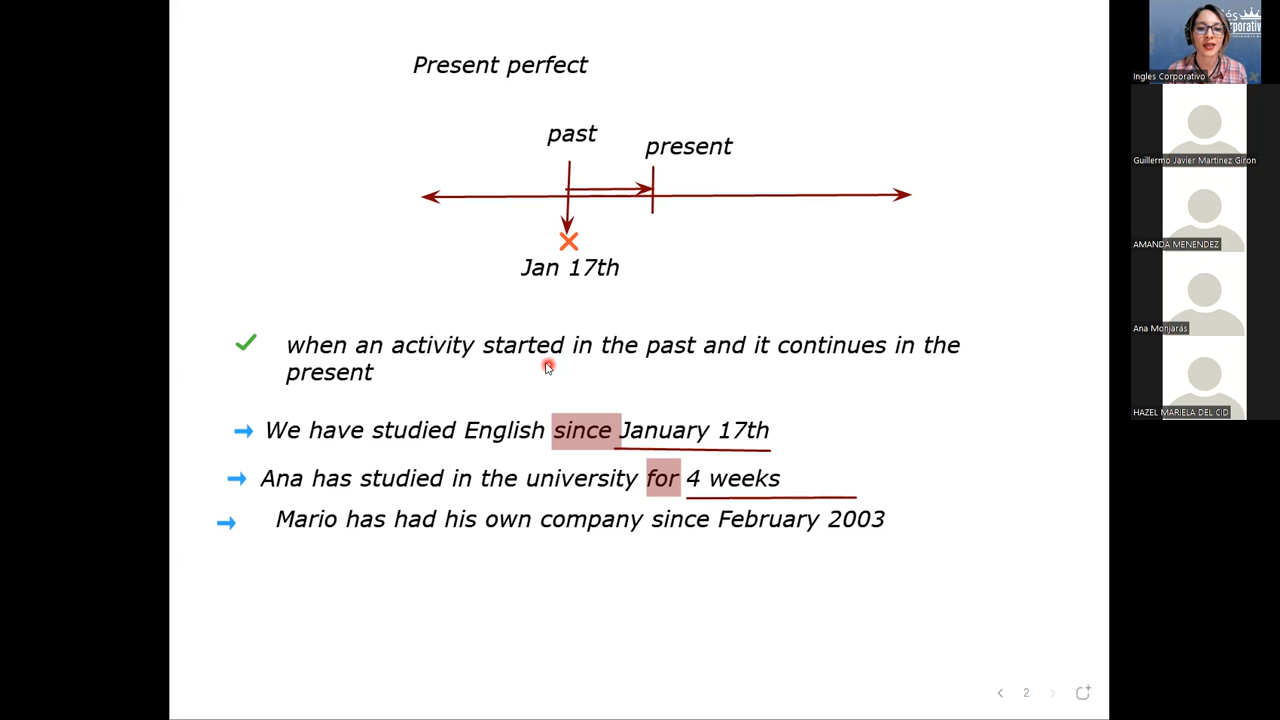 Present perfect
past
present
Jan 17th
when an activity started in the past and it continues in the
present
We have studied English since January 17th
Ana has studied in the university for 4 weeks
Mario has had his own company since February 2003
2
Ingles Corporativo
Guillermo Javier Martinez Giron
AMANDA MENENDEZ
Ana Monjarás
HAZEL MARIELA DEL CID